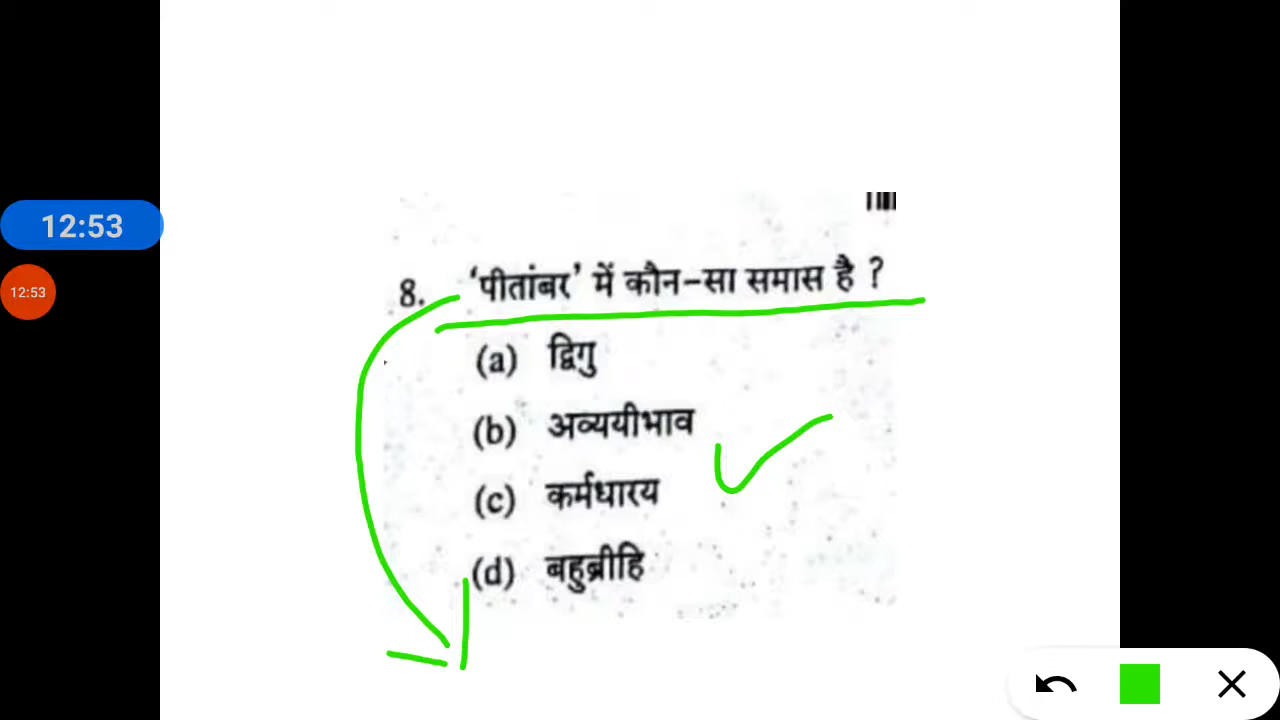 12:53
12:53
8. 'पीतांबर' में कौन-सा समास है ?
(a) द्विगु
(b) अव्ययीभाव
(c) कर्मधारय
(d) बहुब्रीहि